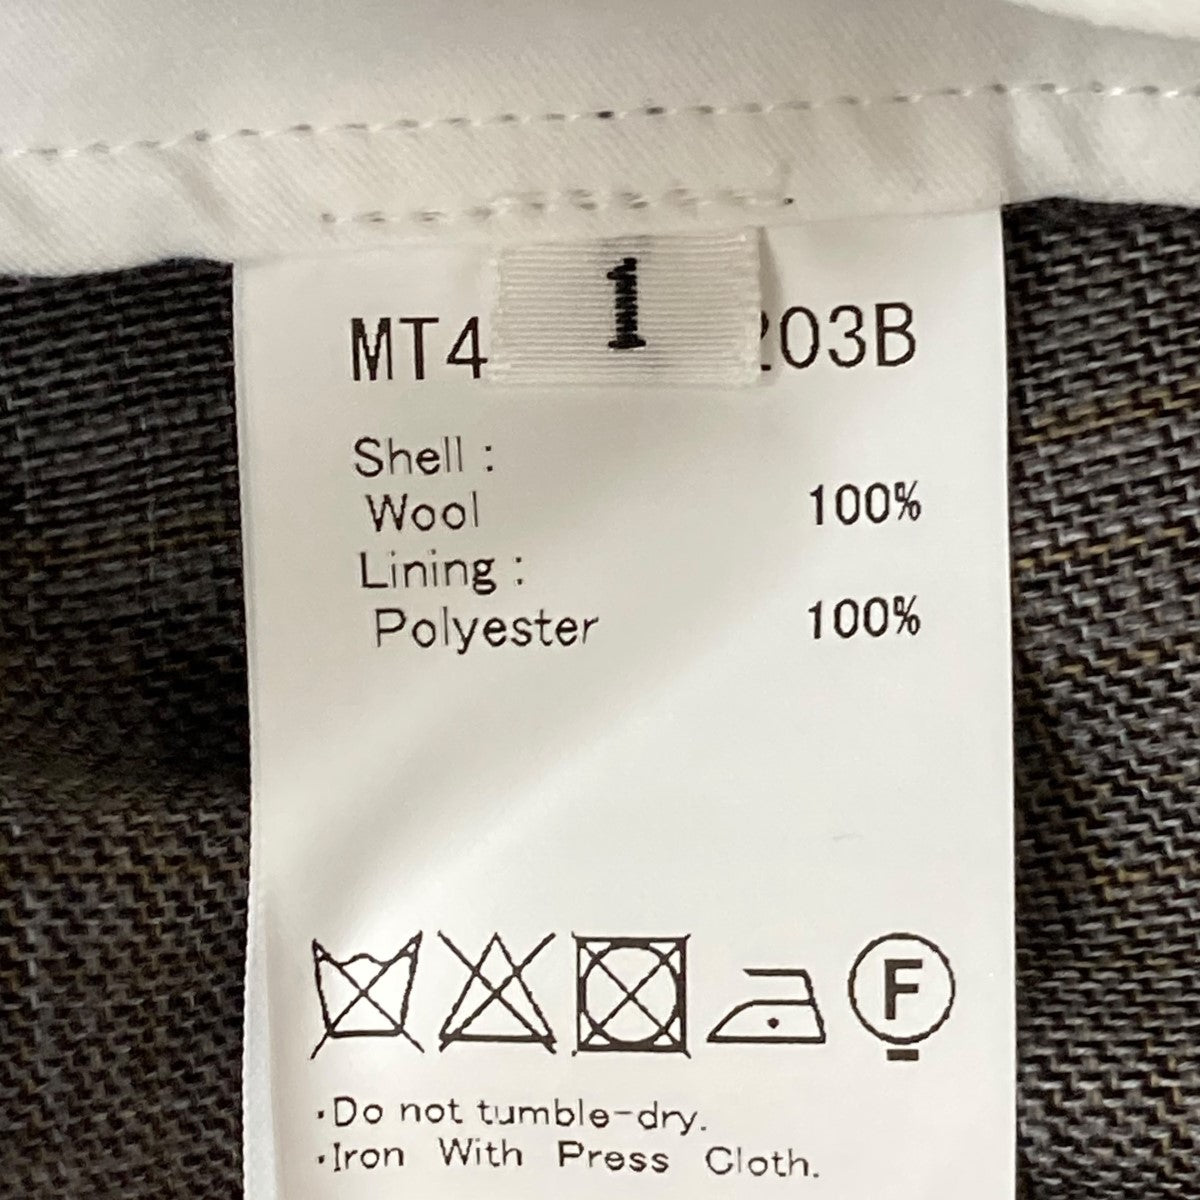 1
MT4 203B
Shell :
Wool 100%
Lining :
Polyester 100%
F
·Do not tumble-dry.
·Iron With Press Cloth.